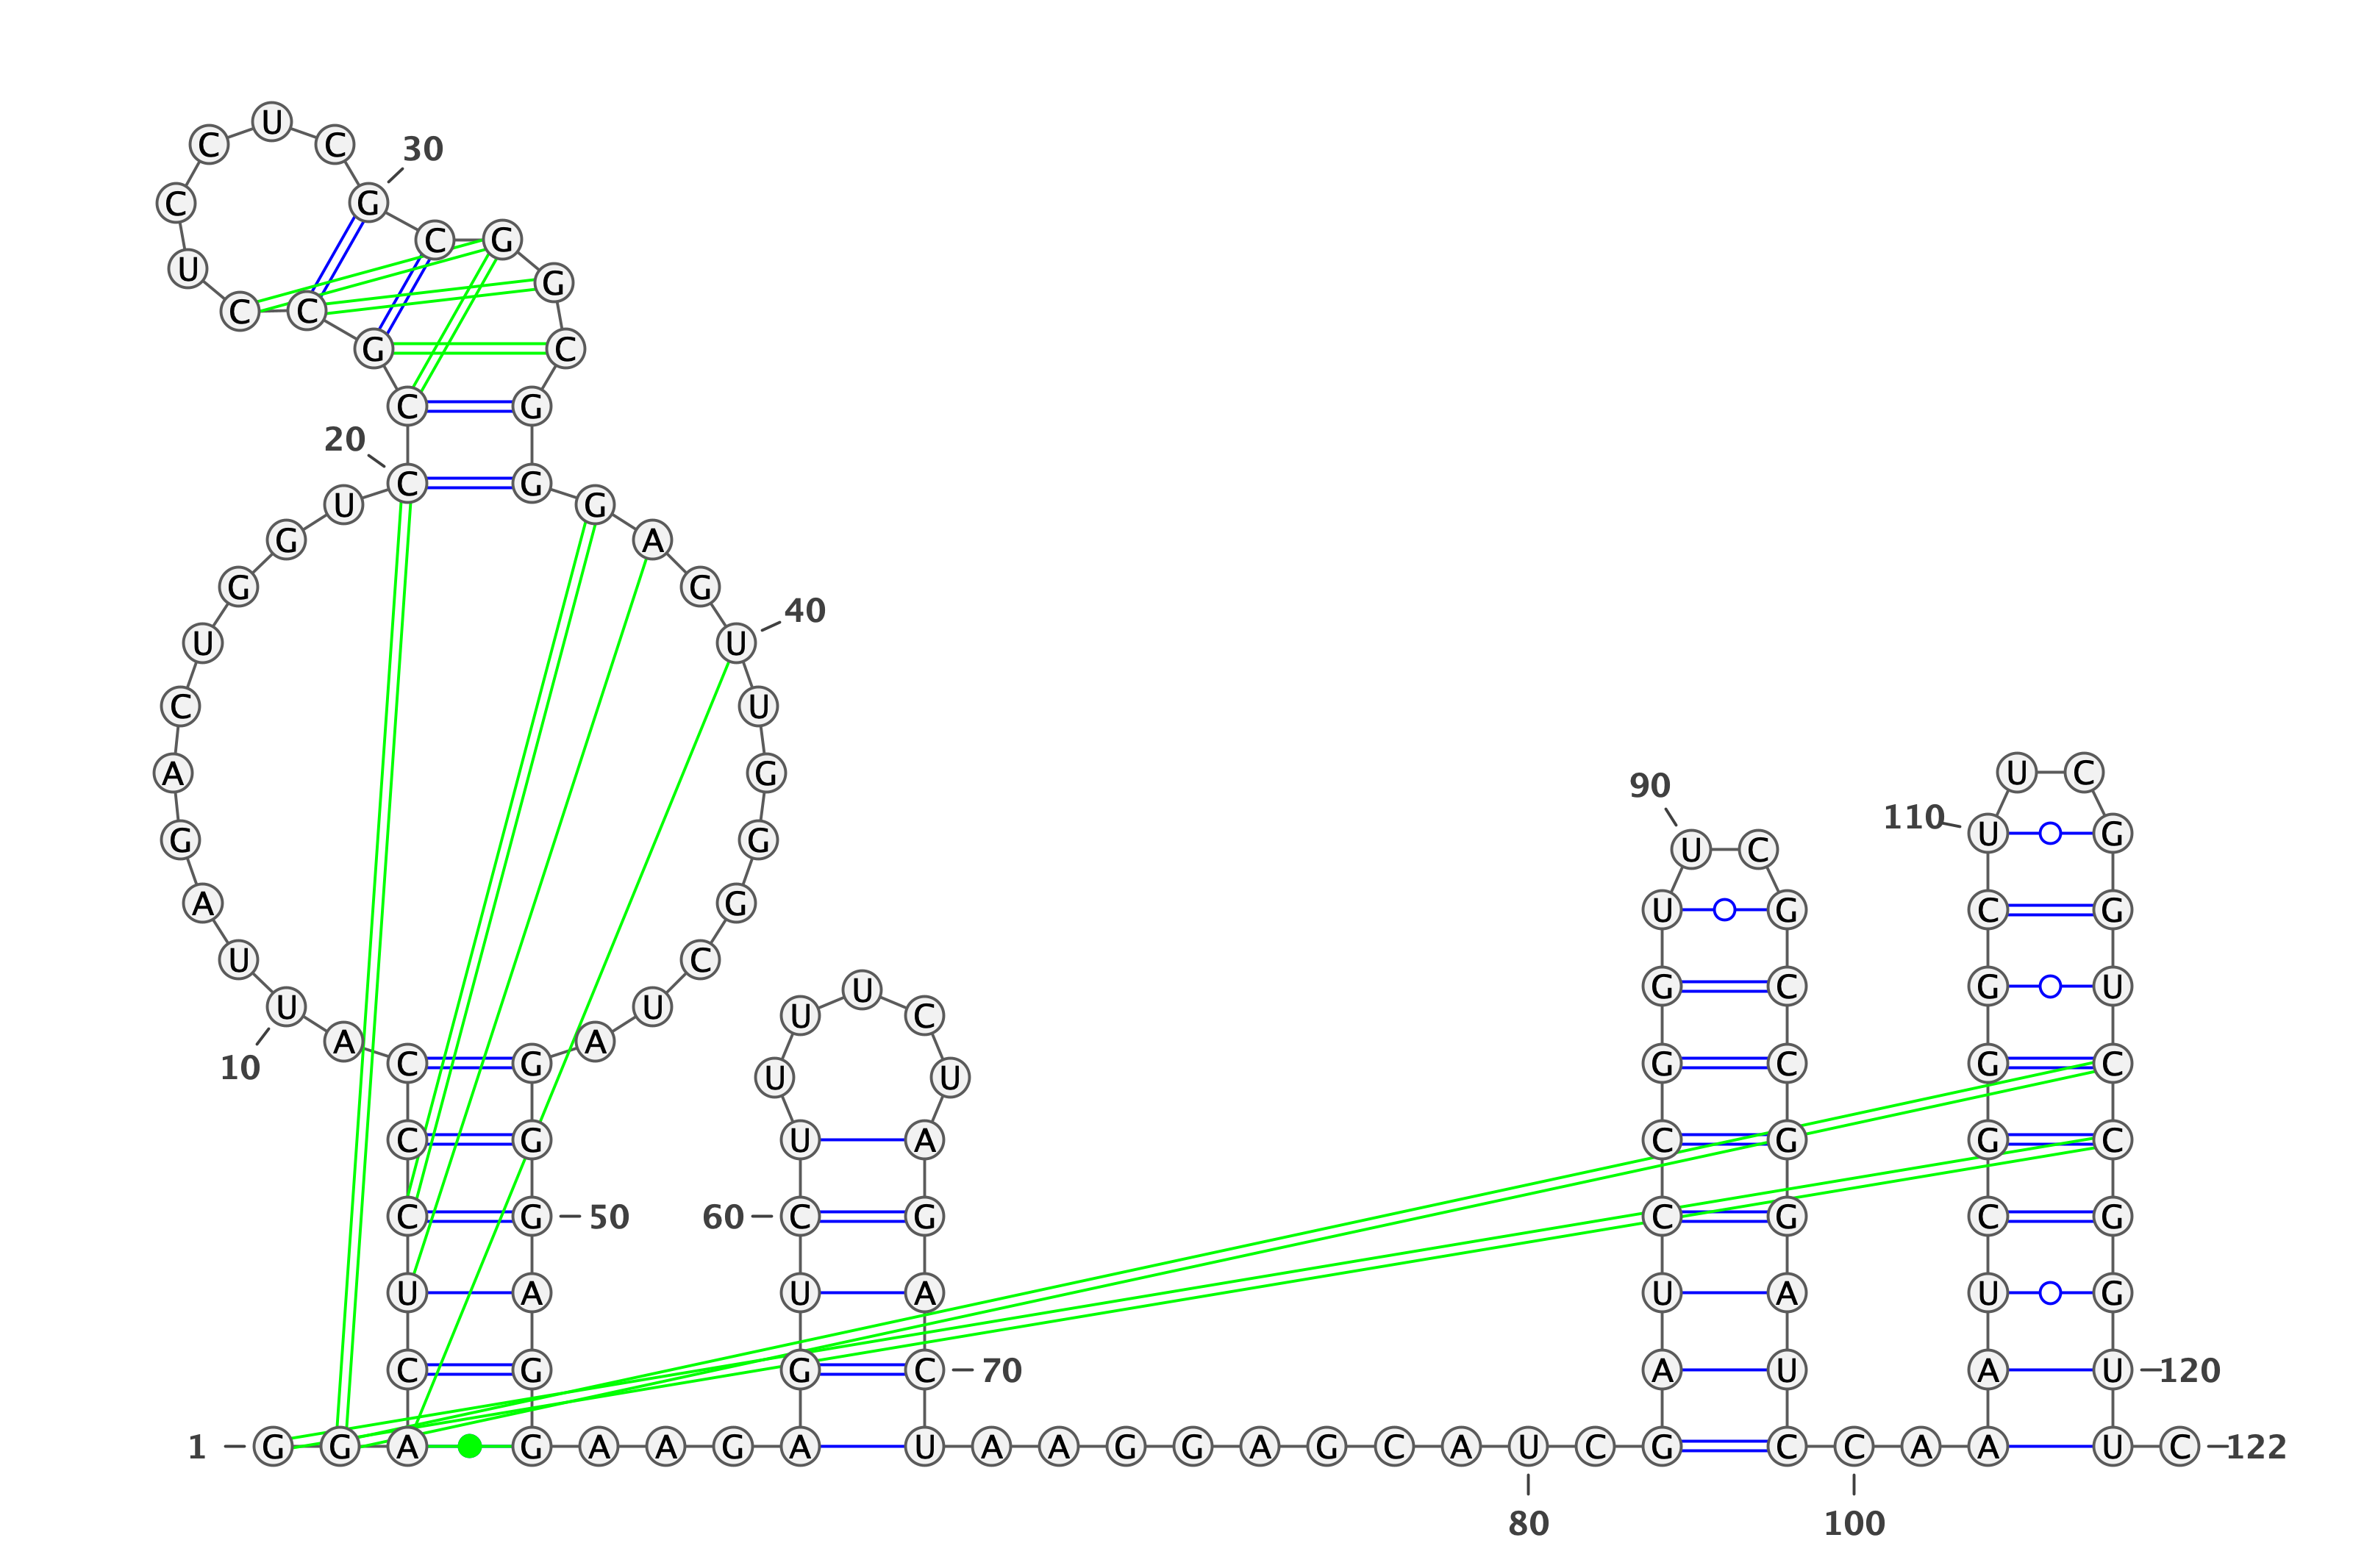 U
C C 30
C G
C G
U G
C C
G C
C G
20
C G
U G
G A
G G
40
U U
C U
A G U C
90
110 U G
G G U C
A G U G C G
U C
U G C G U
U U U C
A A
C G G C G C
10
U U
C G U A C G G C
C G 50 60 C G C G C G
U A U A U A U G
C G G C 70 A U A U 120
1 G G A G A A G A U A A G G A G C A U C G C C A A U C 122
80 100